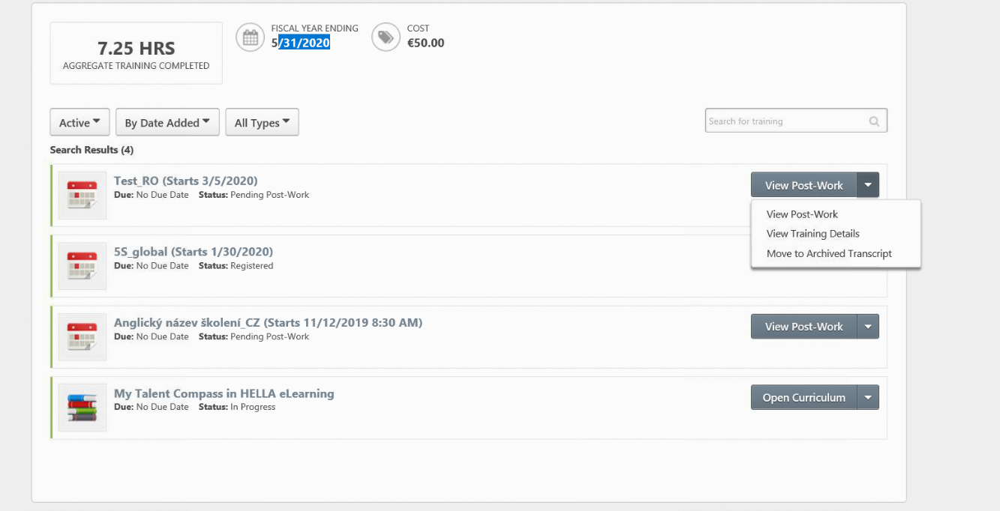 7.25 HRS
AGGREGATE TRAINING COMPLETED
FISCAL YEAR ENDING
5/31/2020
COST
€50.00
Active
By Date Added
All Types
Search for training
Search Results (4)
Test_RO (Starts 3/5/2020)
Due: No Due Date Status: Pending Post-Work
View Post-Work
View Post-Work
View Training Details
Move to Archived Transcript
5S_global (Starts 1/30/2020)
Due: No Due Date Status: Registered
Anglický název školení_CZ (Starts 11/12/2019 8:30 AM)
Due: No Due Date Status: Pending Post-Work
View Post-Work
My Talent Compass in HELLA eLearning
Due: No Due Date Status: In Progress
Open Curriculum